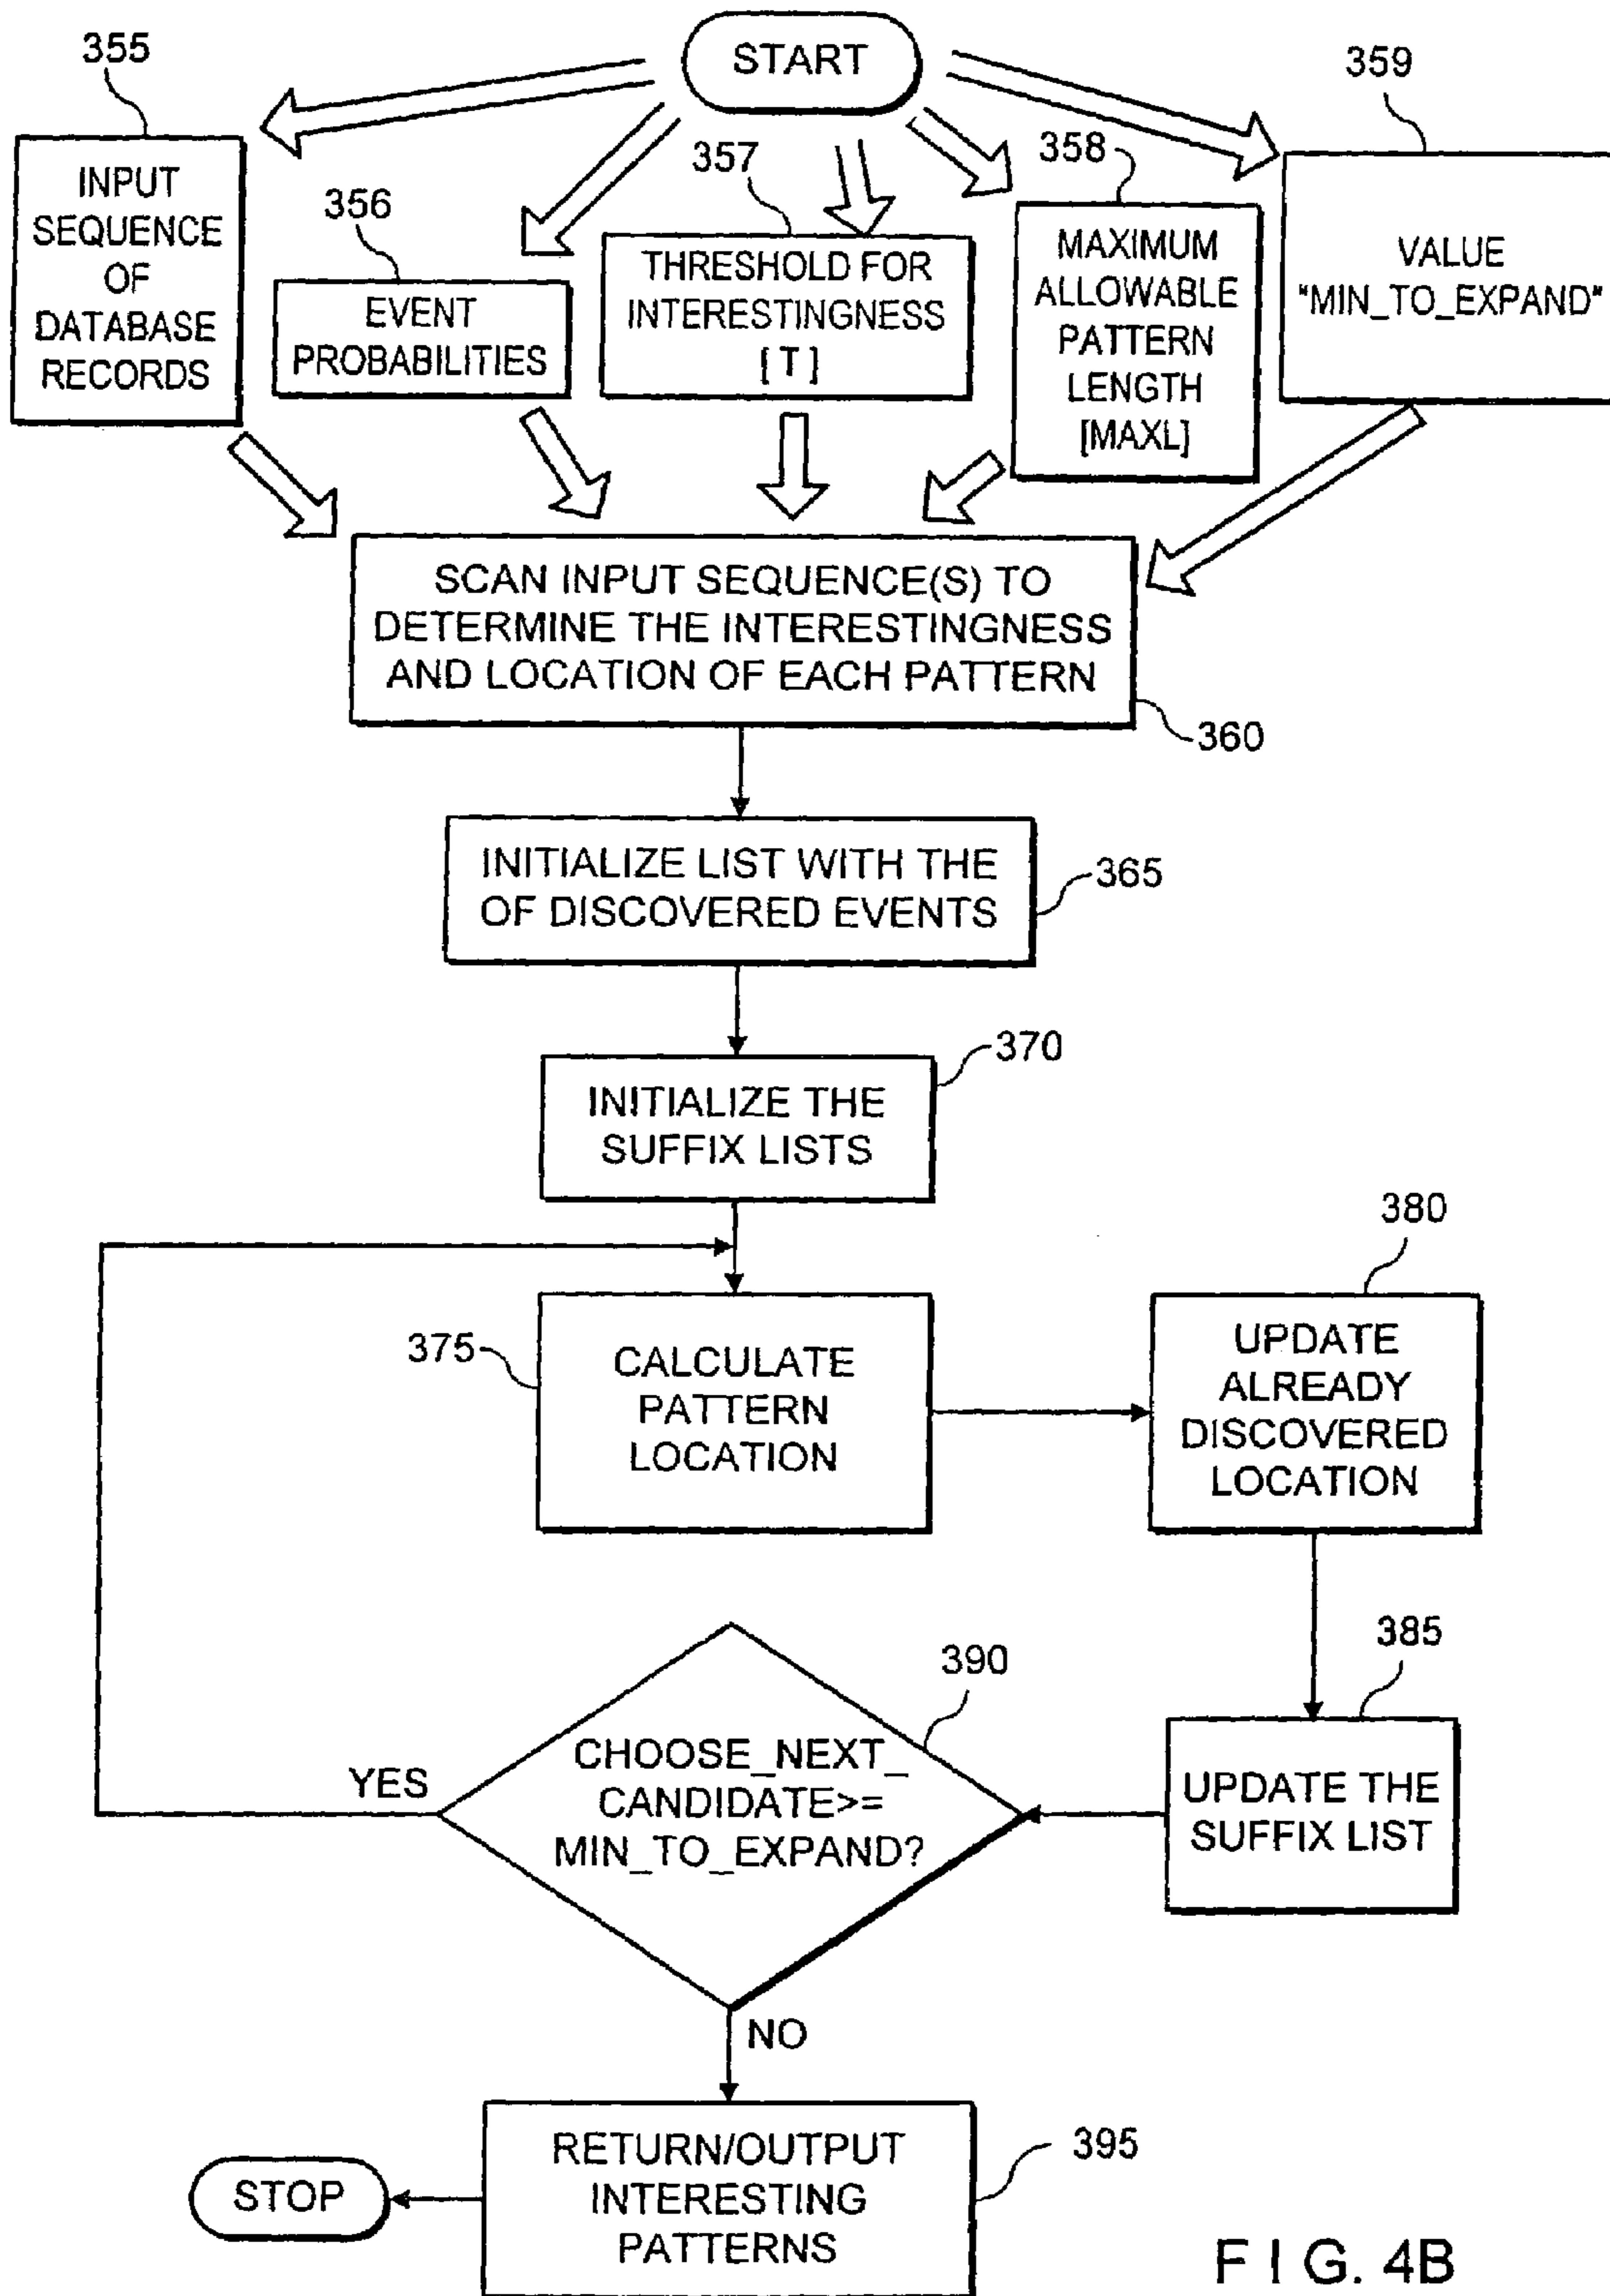 START
355
INPUT
SEQUENCE
OF
DATABASE
RECORDS
356
EVENT
PROBABILITIES
357
THRESHOLD FOR
INTERESTINGNESS
[ T ]
358
MAXIMUM
ALLOWABLE
PATTERN
LENGTH
[MAXL]
359
VALUE
"MIN_TO_EXPAND"
SCAN INPUT SEQUENCE(S) TO
DETERMINE THE INTERESTINGNESS
AND LOCATION OF EACH PATTERN
360
INITIALIZE LIST WITH THE
OF DISCOVERED EVENTS
365
370
INITIALIZE THE
SUFFIX LISTS
375
CALCULATE
PATTERN
LOCATION
380
UPDATE
ALREADY
DISCOVERED
LOCATION
385
UPDATE THE
SUFFIX LIST
390
CHOOSE_NEXT_
CANDIDATE>=
MIN_TO_EXPAND?
YES
NO
RETURN/OUTPUT
INTERESTING
PATTERNS
395
STOP
F I G. 4B